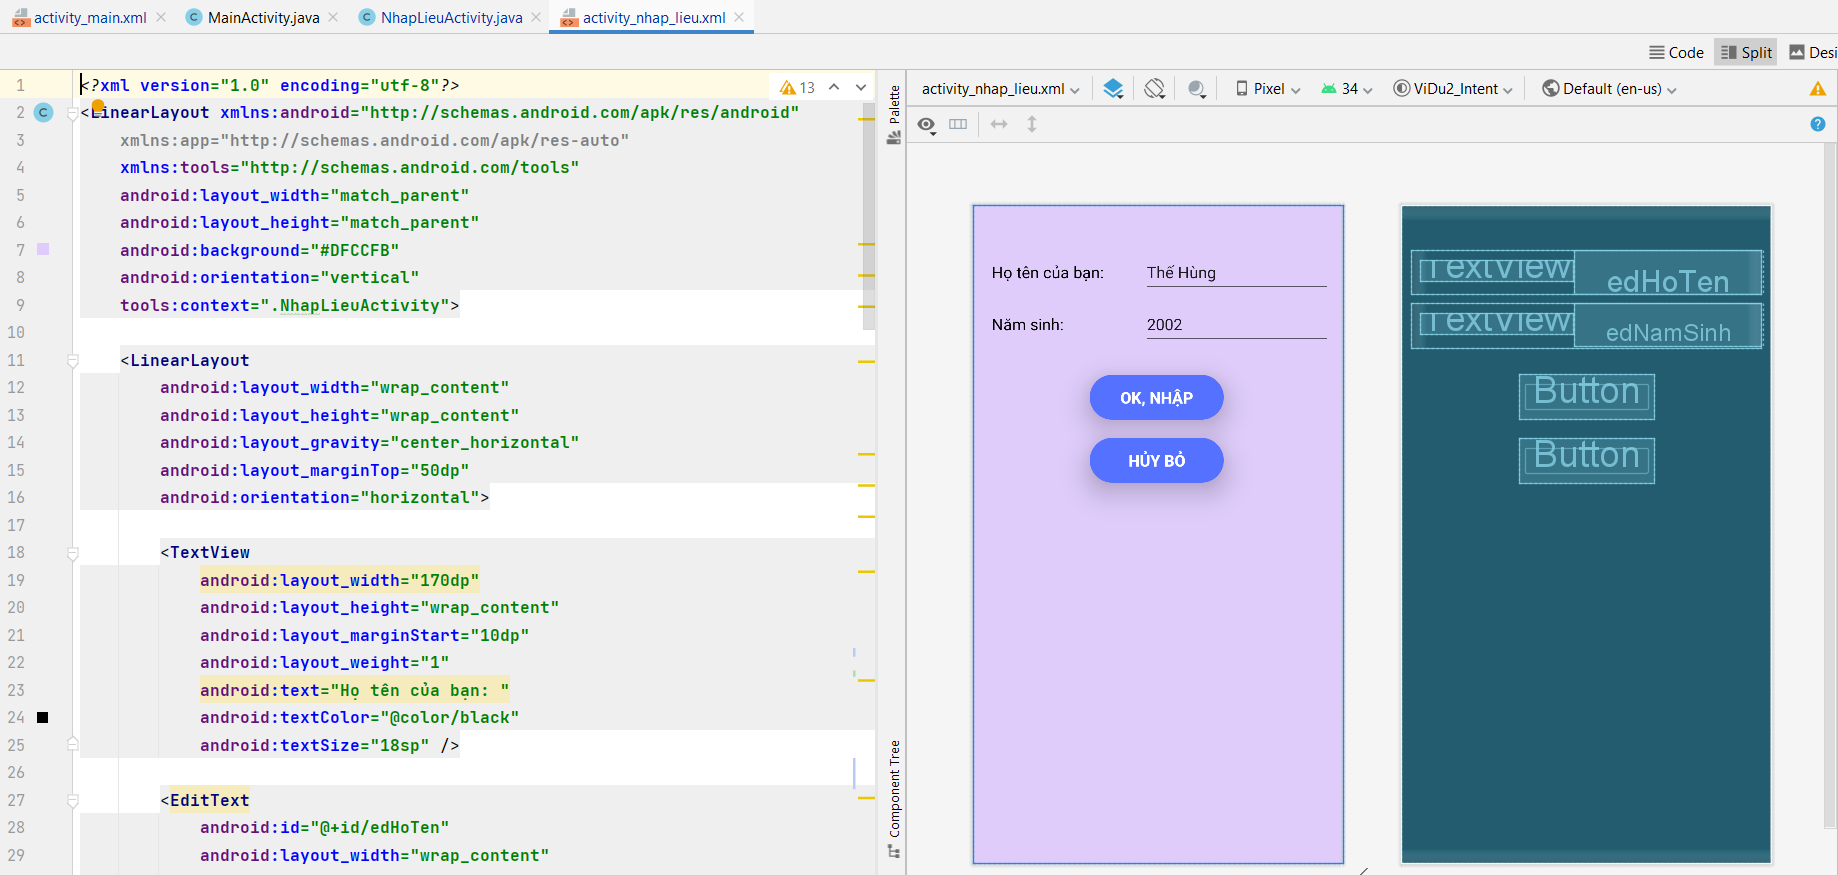 activity_main.xml
MainActivity.java
NhapLieuActivity.java
activity_nhap_lieu.xml
Code
Split
Desi
1 <?xml version="1.0" encoding="utf-8"?>
2 <LinearLayout xmlns:android="http://schemas.android.com/apk/res/android"
3 xmlns:app="http://schemas.android.com/apk/res-auto"
4 xmlns:tools="http://schemas.android.com/tools"
5 android:layout_width="match_parent"
6 android:layout_height="match_parent"
7 android:background="#DFCCFB"
8 android:orientation="vertical"
9 tools:context=".NhapLieuActivity">
10
11 <LinearLayout
12 android:layout_width="wrap_content"
13 android:layout_height="wrap_content"
14 android:layout_gravity="center_horizontal"
15 android:layout_marginTop="50dp"
16 android:orientation="horizontal">
17
18 <TextView
19 android:layout_width="170dp"
20 android:layout_height="wrap_content"
21 android:layout_marginStart="10dp"
22 android:layout_weight="1"
23 android:text="Họ tên của bạn: "
24 android:textColor="@color/black"
25 android:textSize="18sp" />
26
27 <EditText
28 android:id="@+id/edHoTen"
29 android:layout_width="wrap_content"
13
C
Palette
Component Tree
activity_nhap_lieu.xml
Pixel
34
ViDu2_Intent
Default (en-us)
?
Họ tên của bạn:
Thế Hùng
Năm sinh:
2002
OK, NHẬP
HỦY BỎ
TextView
edHoTen
TextView
edNamSinh
Button
Button